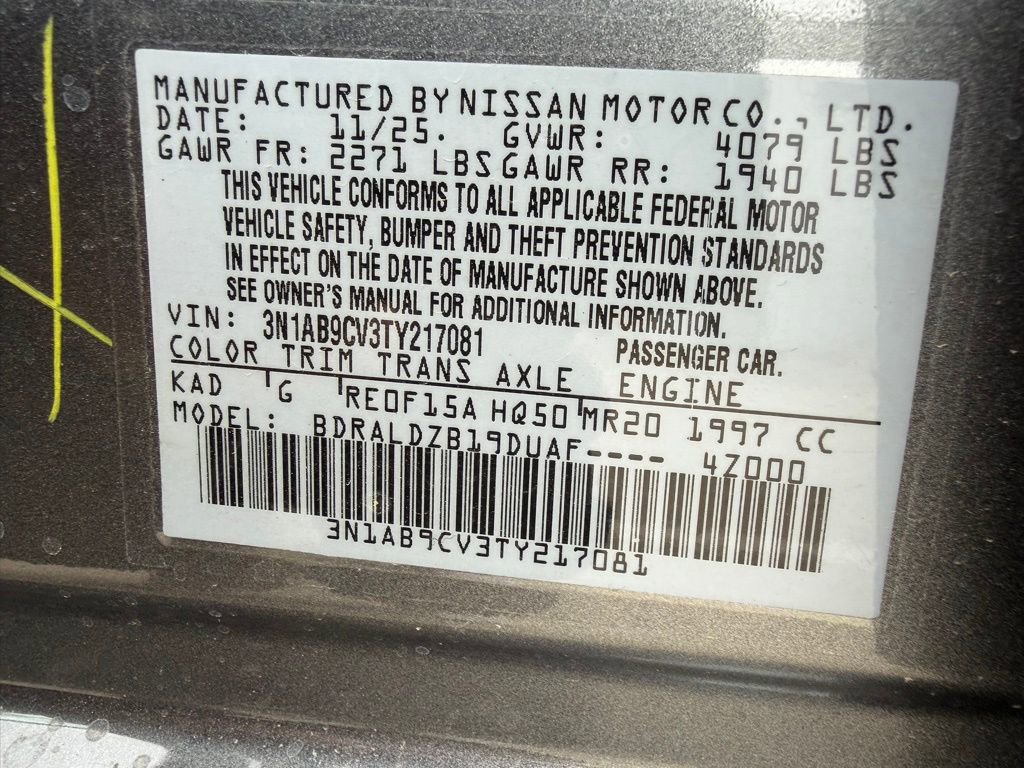 MANUFACTURED BY NISSAN MOTOR CO., LTD.
DATE: 11/25. GVWR: 4079 LBS
GAWR FR: 2271 LBS GAWR RR: 1940 LBS
THIS VEHICLE CONFORMS TO ALL APPLICABLE FEDERAL MOTOR
VEHICLE SAFETY, BUMPER AND THEFT PREVENTION STANDARDS
IN EFFECT ON THE DATE OF MANUFACTURE SHOWN ABOVE.
SEE OWNER'S MANUAL FOR ADDITIONAL INFORMATION.
VIN: 3N1AB9CV3TY217081 PASSENGER CAR.
COLOR TRIM TRANS AXLE ENGINE
KAD G RE0F15A HQ50 MR20 1997 CC
MODEL: BDRALDZB19DUAF---- 4Z000
3N1AB9CV3TY217081